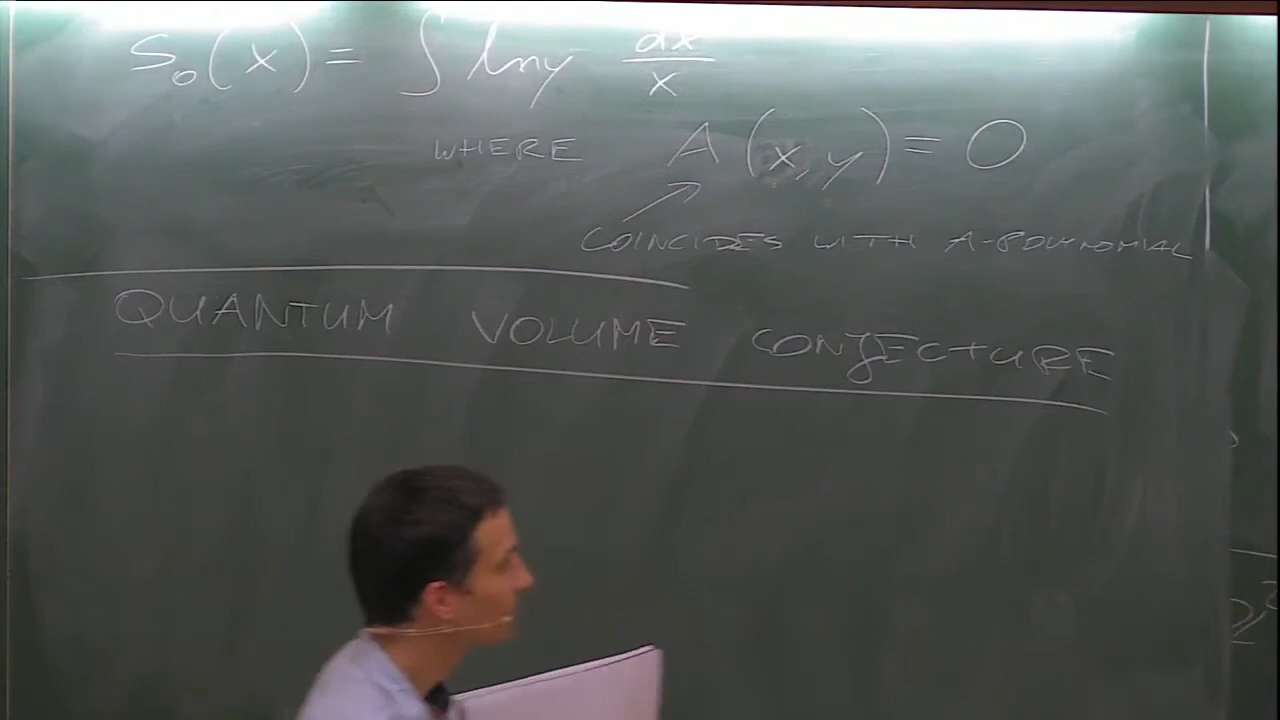 S₀(x) = ∫ ln y dx/x
WHERE A(x,y) = 0
COINCIDES WITH A-POLYNOMIAL
QUANTUM VOLUME CONJECTURE